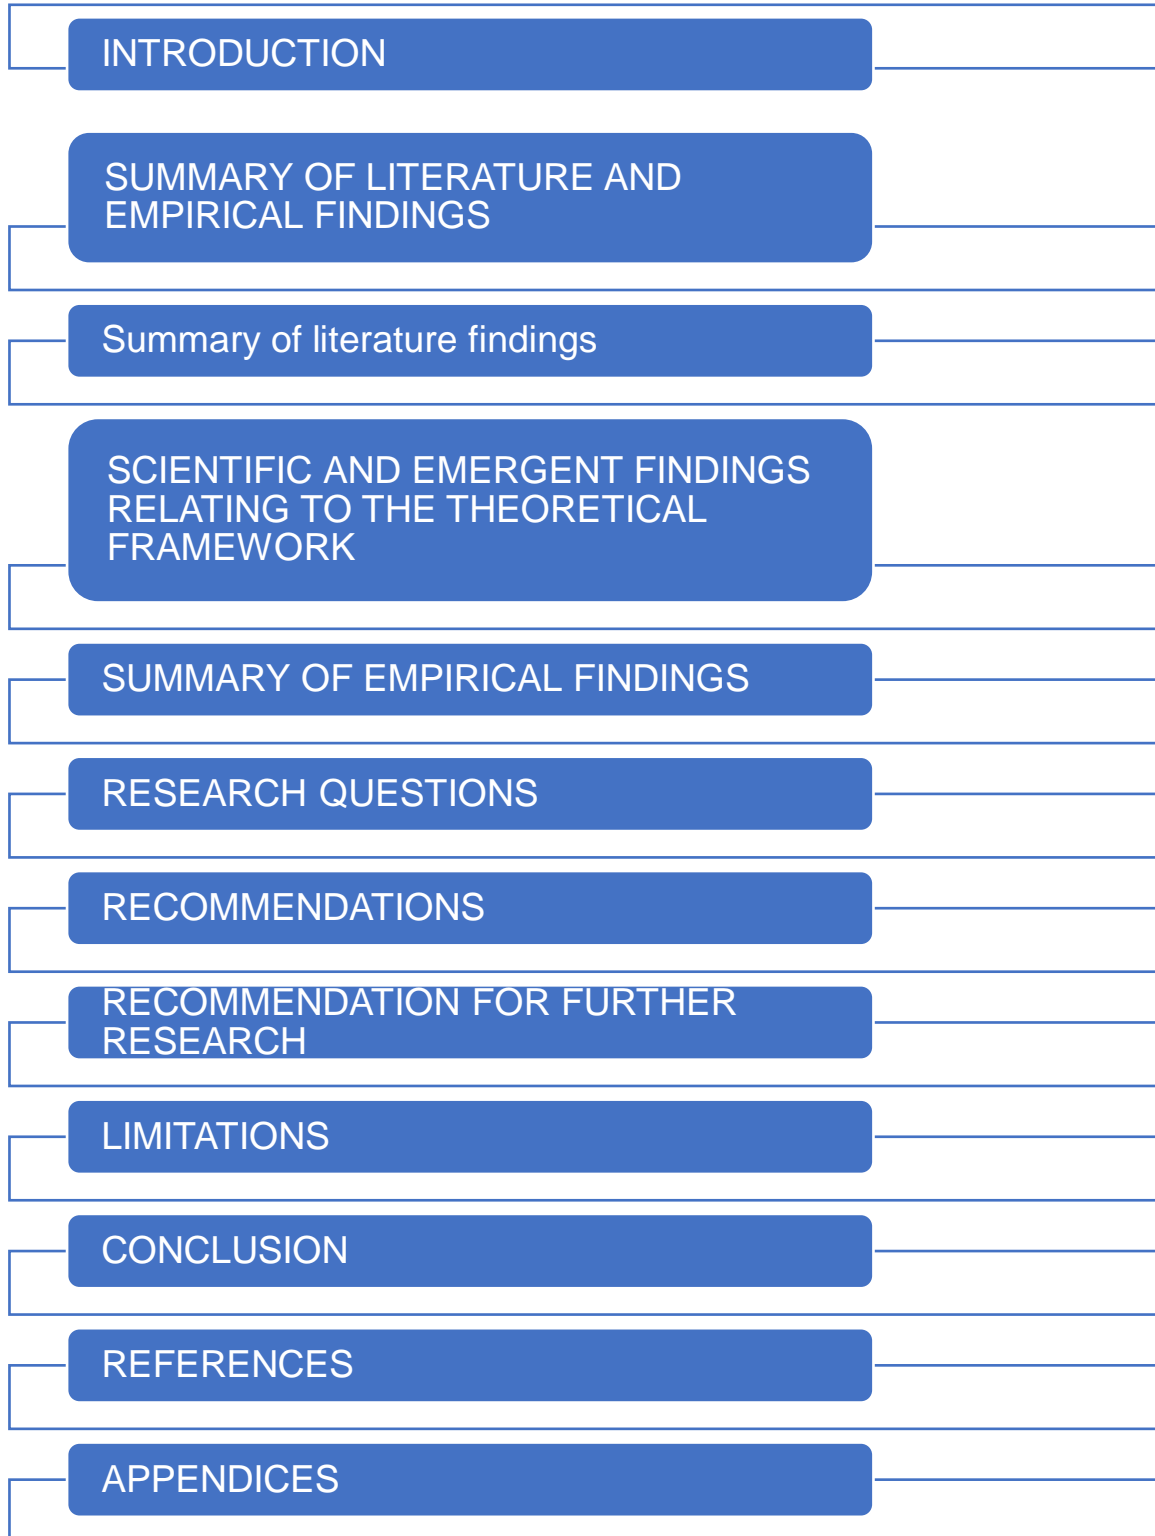 INTRODUCTION
SUMMARY OF LITERATURE AND
EMPIRICAL FINDINGS
Summary of literature findings
SCIENTIFIC AND EMERGENT FINDINGS
RELATING TO THE THEORETICAL
FRAMEWORK
SUMMARY OF EMPIRICAL FINDINGS
RESEARCH QUESTIONS
RECOMMENDATIONS
RECOMMENDATION FOR FURTHER
RESEARCH
LIMITATIONS
CONCLUSION
REFERENCES
APPENDICES